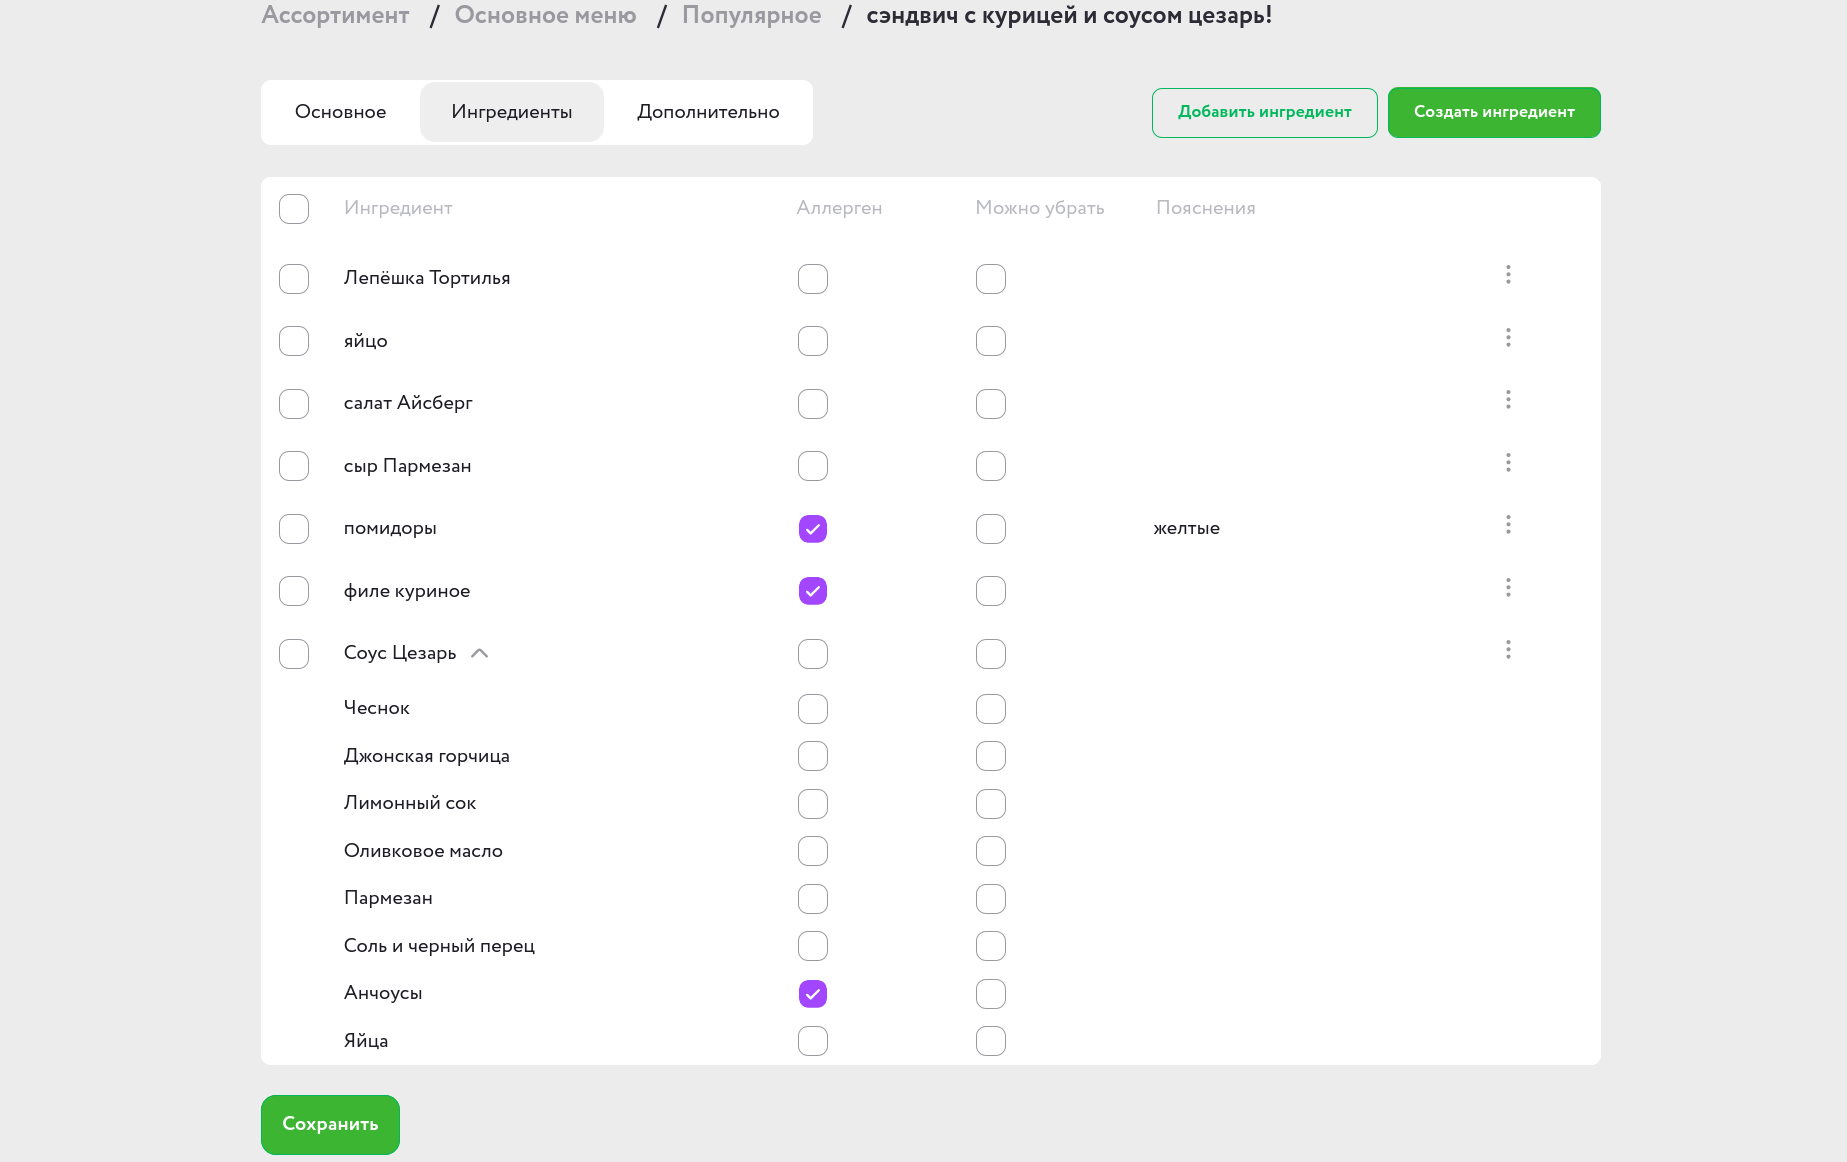 Ассортимент / Основное меню / Популярное / сэндвич с курицей и соусом цезарь!
Основное Ингредиенты Дополнительно Добавить ингредиент Создать ингредиент
Ингредиент Аллерген Можно убрать Пояснения
Лепёшка Тортилья
яйцо
салат Айсберг
сыр Пармезан
помидоры желтые
филе куриное
Соус Цезарь
Чеснок
Джонская горчица
Лимонный сок
Оливковое масло
Пармезан
Соль и черный перец
Анчоусы
Яйца
Сохранить